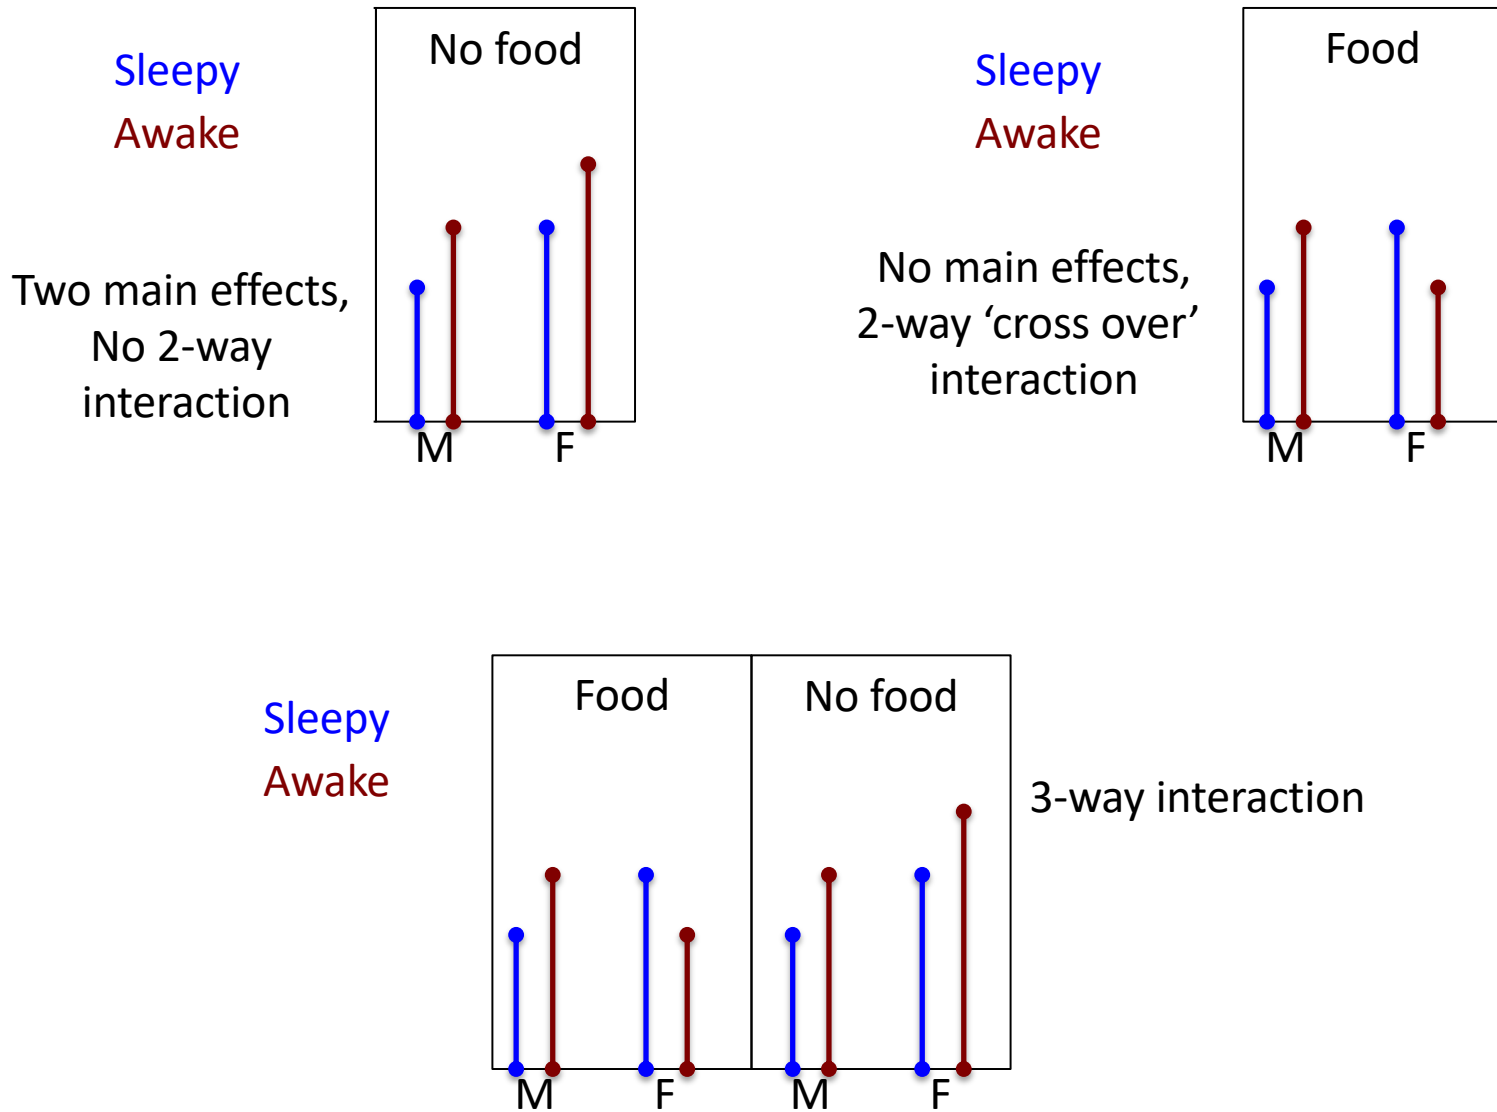 Sleepy
Awake
No food
Two main effects,
No 2-way
interaction
M F
Sleepy
Awake
Food
No main effects,
2-way ‘cross over’
interaction
M F
Sleepy
Awake
Food
No food
3-way interaction
M F M F